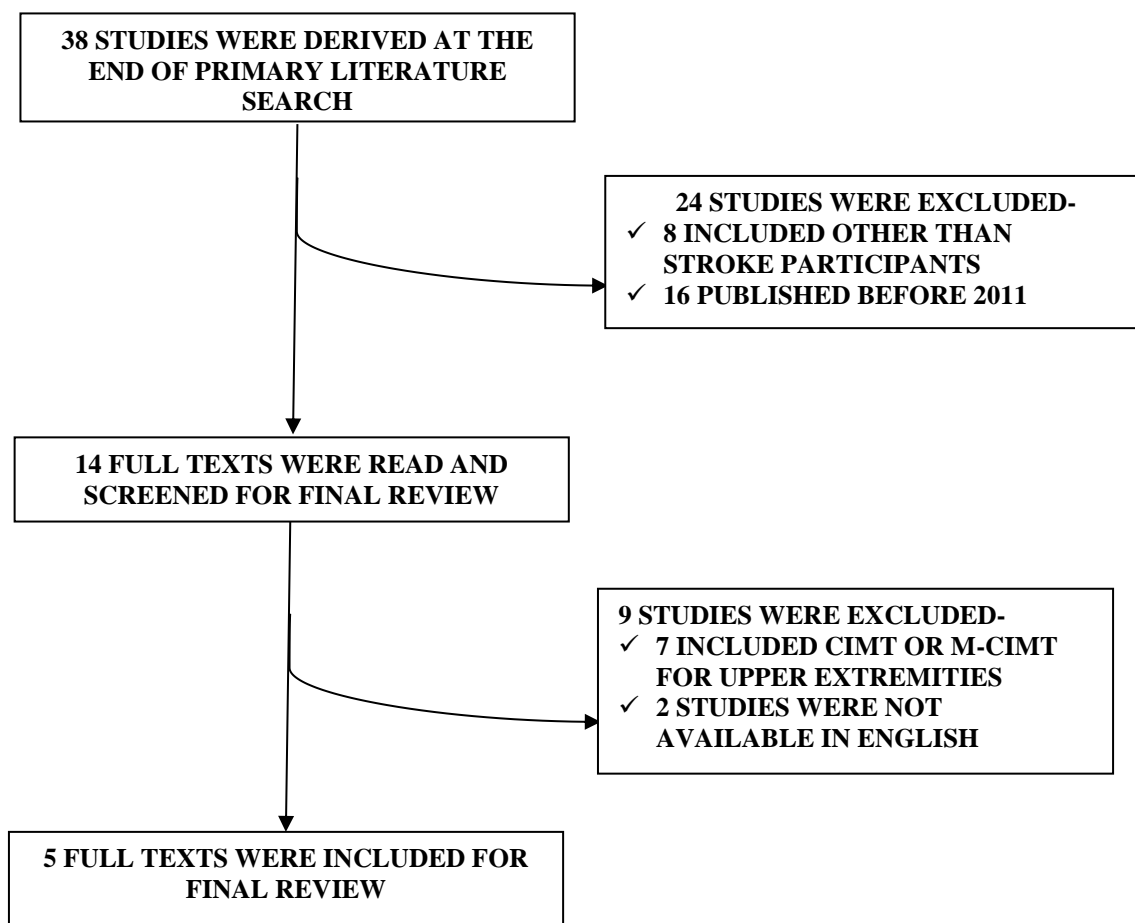 38 STUDIES WERE DERIVED AT THE
END OF PRIMARY LITERATURE
SEARCH
24 STUDIES WERE EXCLUDED-
✓ 8 INCLUDED OTHER THAN
STROKE PARTICIPANTS
✓ 16 PUBLISHED BEFORE 2011
14 FULL TEXTS WERE READ AND
SCREENED FOR FINAL REVIEW
9 STUDIES WERE EXCLUDED-
✓ 7 INCLUDED CIMT OR M-CIMT
FOR UPPER EXTREMITIES
✓ 2 STUDIES WERE NOT
AVAILABLE IN ENGLISH
5 FULL TEXTS WERE INCLUDED FOR
FINAL REVIEW